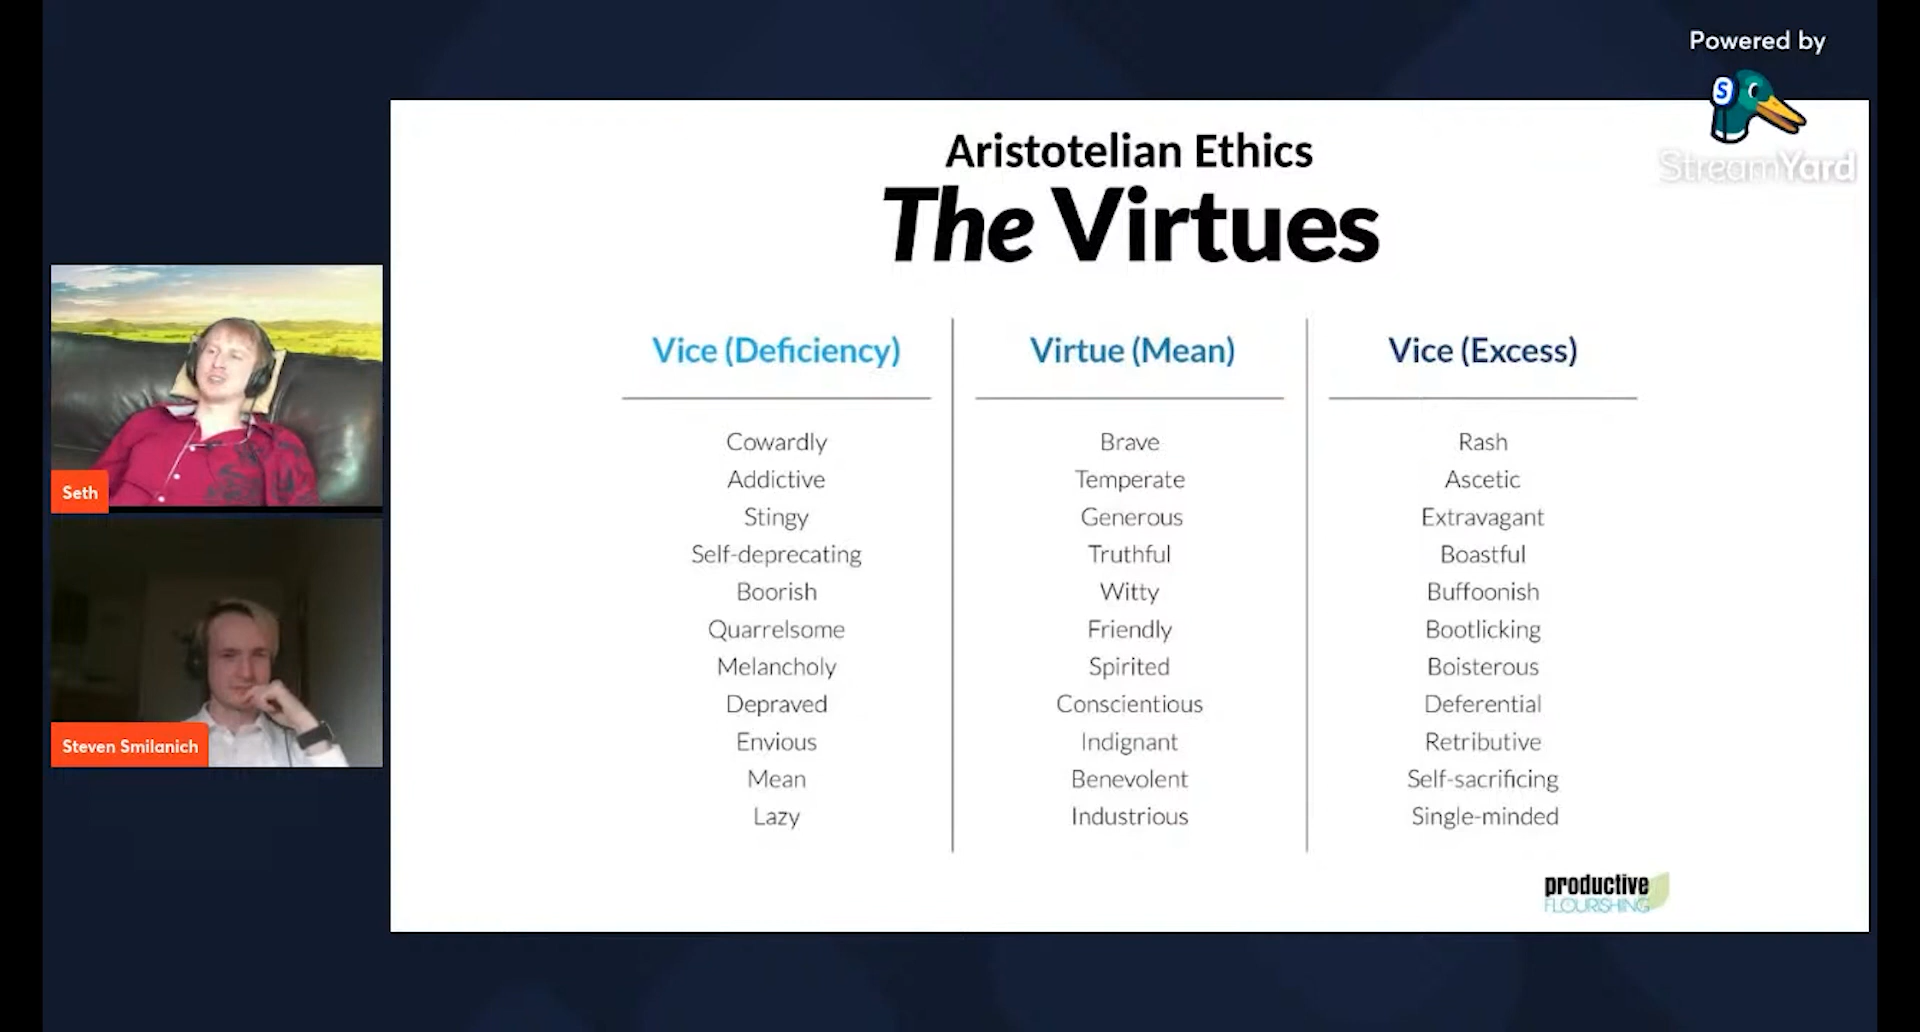 Powered by
S
StreamYard
Aristotelian Ethics
The Virtues
Vice (Deficiency) Virtue (Mean) Vice (Excess)
Cowardly Brave Rash
Addictive Temperate Ascetic
Stingy Generous Extravagant
Self-deprecating Truthful Boastful
Boorish Witty Buffoonish
Quarrelsome Friendly Bootlicking
Melancholy Spirited Boisterous
Depraved Conscientious Deferential
Envious Indignant Retributive
Mean Benevolent Self-sacrificing
Lazy Industrious Single-minded
productive
FLOURISHING
Seth
Steven Smilanich